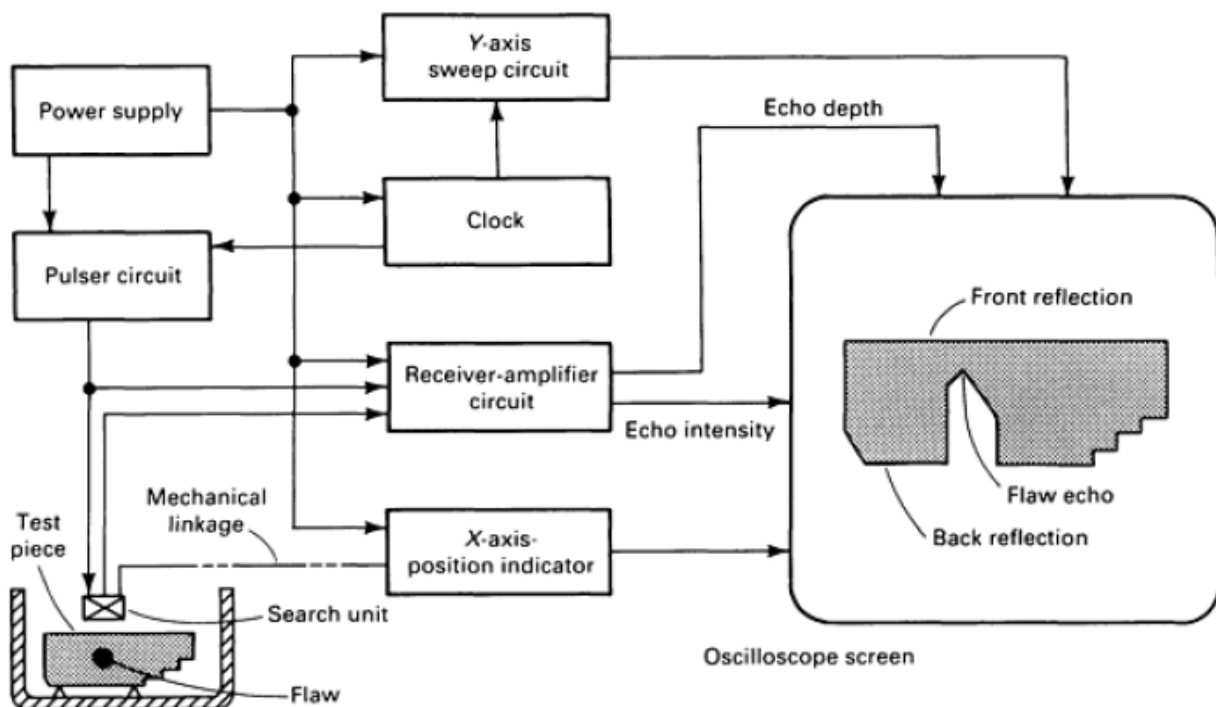 Y-axis
sweep circuit
Power supply
Echo depth
Clock
Pulser circuit
Front reflection
Receiver-amplifier
circuit
Echo intensity
Flaw echo
Back reflection
Mechanical
linkage
Test
piece
X-axis-
position indicator
Search unit
Oscilloscope screen
Flaw